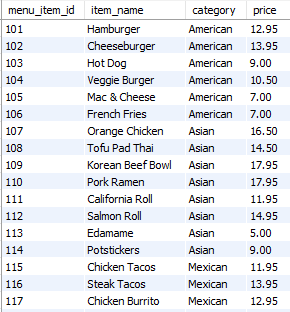 menu_item_id item_name category price
101 Hamburger American 12.95
102 Cheeseburger American 13.95
103 Hot Dog American 9.00
104 Veggie Burger American 10.50
105 Mac & Cheese American 7.00
106 French Fries American 7.00
107 Orange Chicken Asian 16.50
108 Tofu Pad Thai Asian 14.50
109 Korean Beef Bowl Asian 17.95
110 Pork Ramen Asian 17.95
111 California Roll Asian 11.95
112 Salmon Roll Asian 14.95
113 Edamame Asian 5.00
114 Potstickers Asian 9.00
115 Chicken Tacos Mexican 11.95
116 Steak Tacos Mexican 13.95
117 Chicken Burrito Mexican 12.95